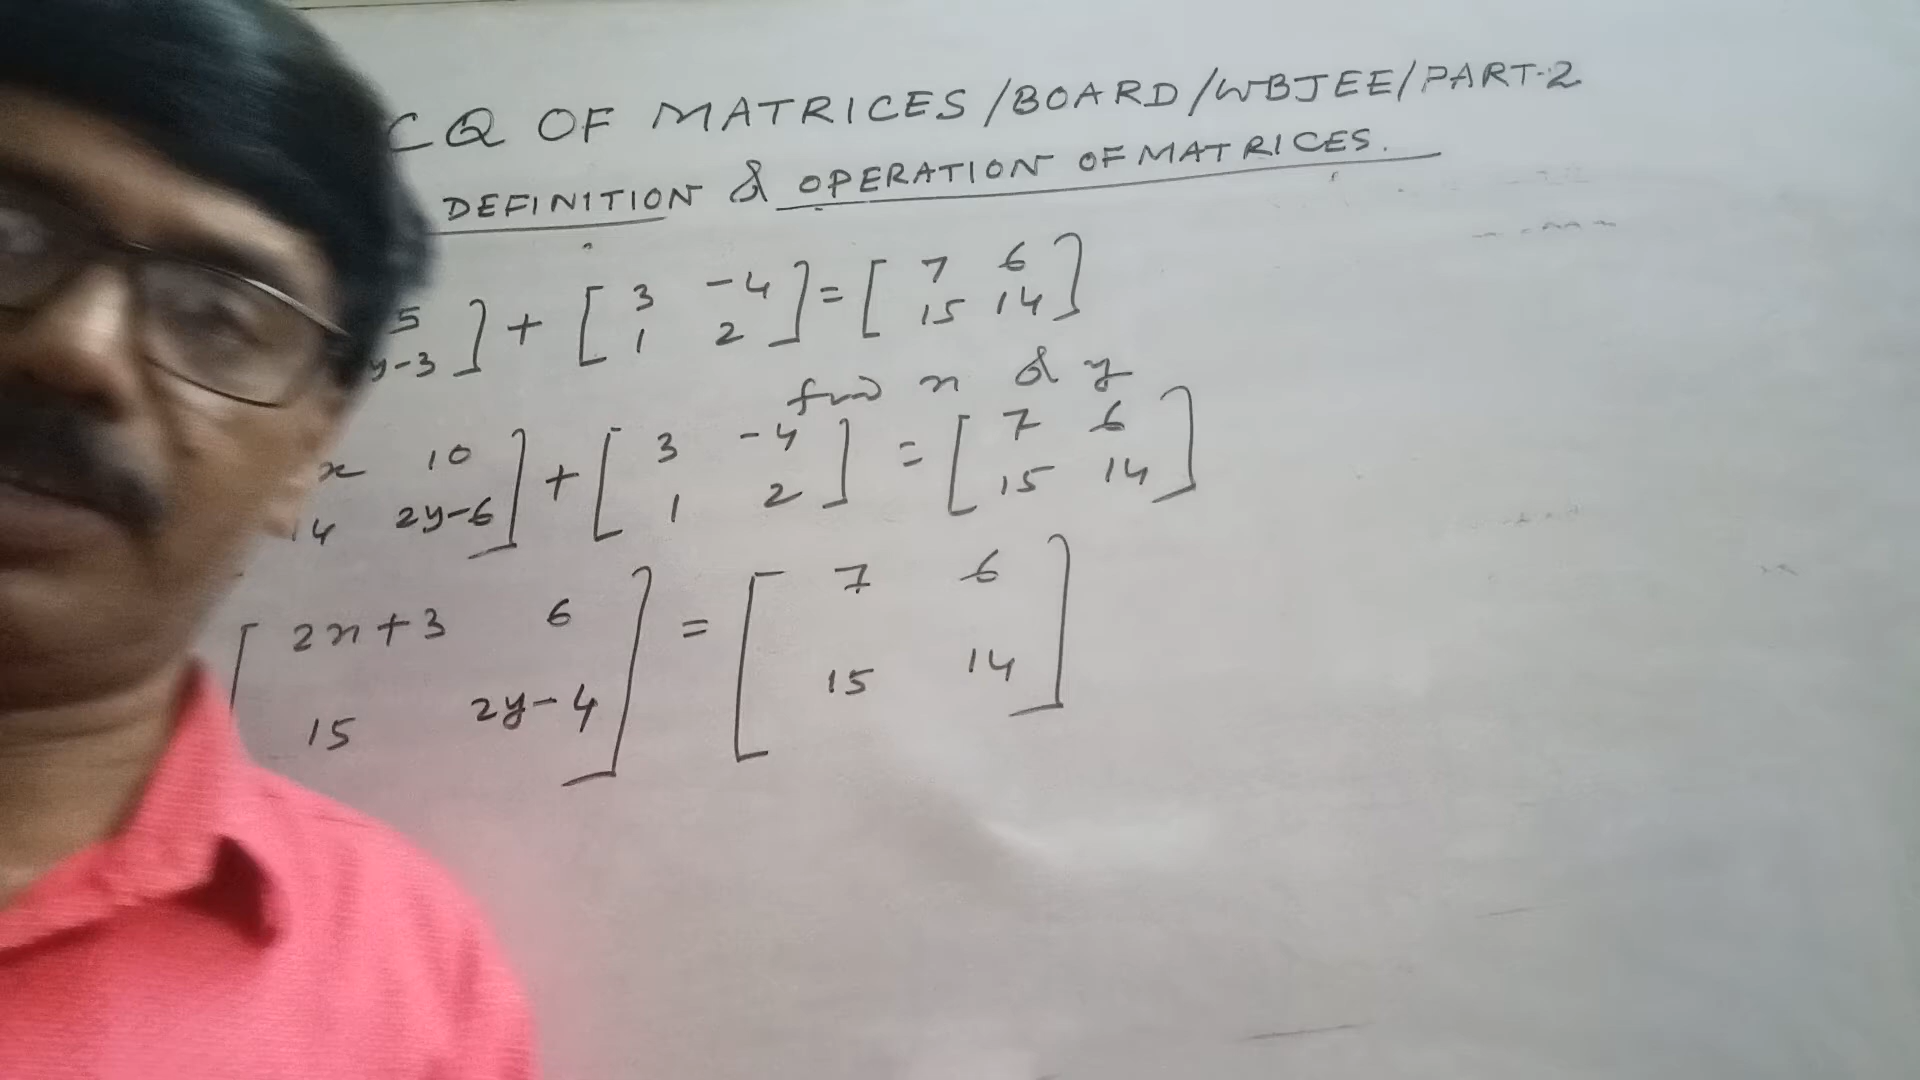 CQ OF MATRICES/BOARD/WBJEE/PART-2
DEFINITION & OPERATION OF MATRICES.
5 ] + [ 3 -4 ] = [ 7 6 ]
y-3 1 2 15 14
find x & y
x 10 ] + [ 3 -4 ] = [ 7 6 ]
14 2y-6 1 2 15 14
[ 2x+3 6 ] = [ 7 6 ]
15 2y-4 15 14